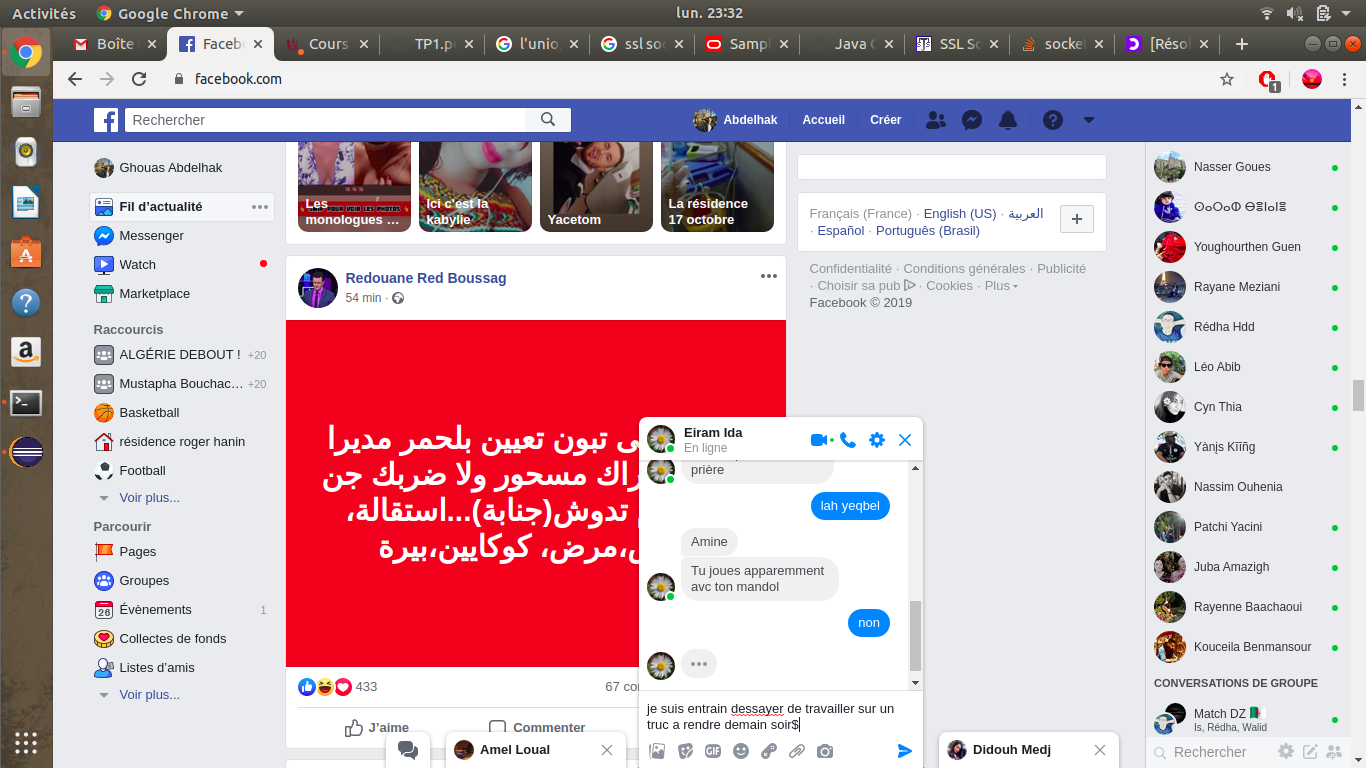 Activités
Google Chrome
lun. 23:32
Boîte
Faceb
Cours
TP1.p
l'unio
ssl so
Sampl
Java
SSL S
socke
[Résol
facebook.com
1
Rechercher
Abdelhak
Accueil
Créer
Ghouas Abdelhak
Fil d'actualité
Messenger
Watch
Marketplace
Raccourcis
ALGÉRIE DEBOUT ! +20
Mustapha Bouchac… +20
Basketball
résidence roger hanin
Football
Voir plus...
Parcourir
Pages
Groupes
Évènements 1
Collectes de fonds
Listes d'amis
Voir plus...
Les monologues …
Ici c'est la kabylie
Yacetom
La résidence 17 octobre
Redouane Red Boussag
54 min ·
تبون تعيين بلحمر مديرا
راك مسحور ولا ضربك جن
تدوش(جنابة)...استقالة،
مرض، كوكايين،بيرة
433
67 co
J'aime
Commenter
Français (France) · English (US) · العربية
· Español · Português (Brasil)
Confidentialité · Conditions générales · Publicité
· Choisir sa pub · Cookies · Plus
Facebook © 2019
Eiram Ida
En ligne
prière
lah yeqbel
Amine
Tu joues apparemment
avc ton mandol
non
je suis entrain dessayer de travailler sur un
truc a rendre demain soir$
GIF
Amel Loual
Didouh Medj
Nasser Goues
Youghourthen Guen
Rayane Meziani
Rédha Hdd
Léo Abib
Cyn Thia
Yànįs Kîïñg
Nassim Ouhenia
Patchi Yacini
Juba Amazigh
Rayenne Baachaoui
Kouceila Benmansour
CONVERSATIONS DE GROUPE
Match DZ
Is, Rédha, Walid
Rechercher